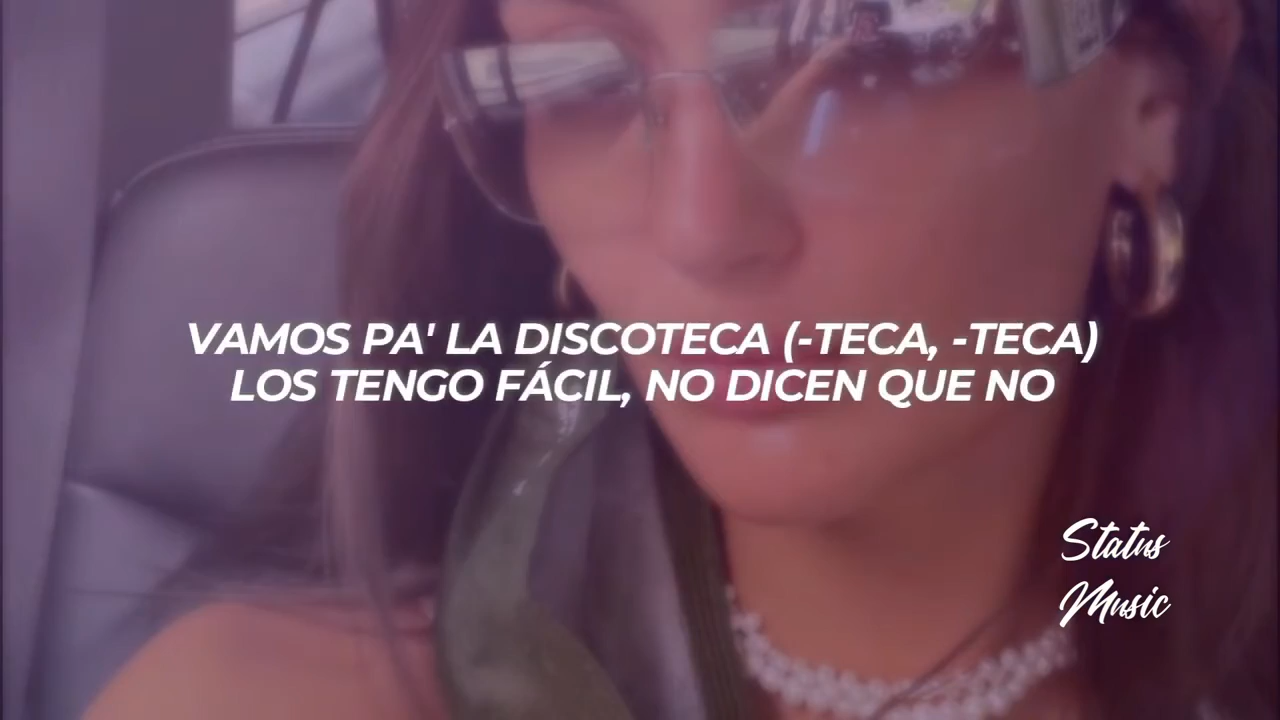 VAMOS PA' LA DISCOTECA (-TECA, -TECA)
LOS TENGO FÁCIL, NO DICEN QUE NO
Status
Music